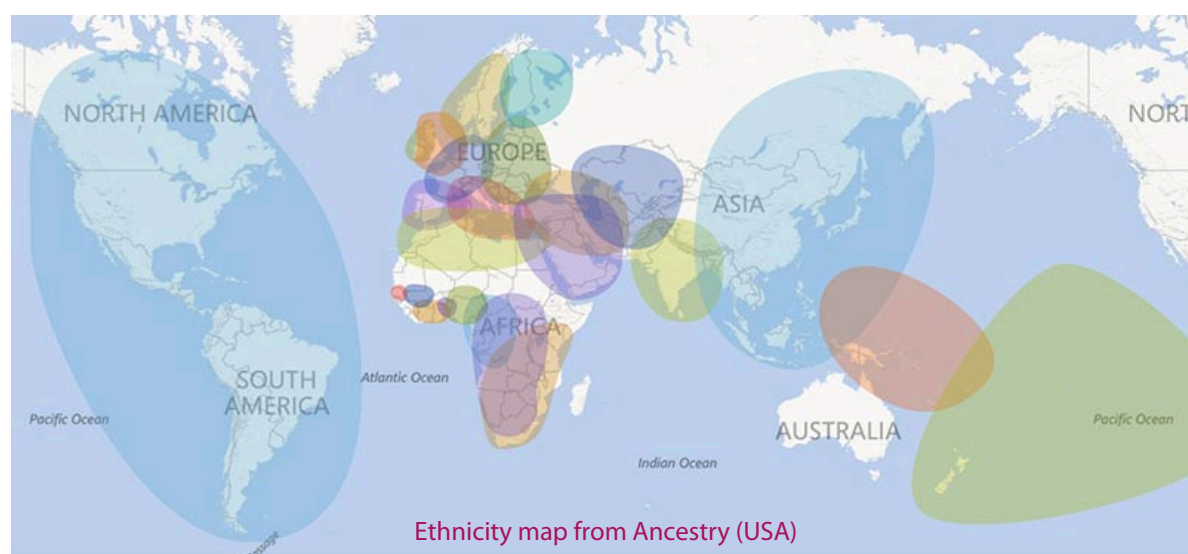 NORTH AMERICA
NORT
EUROPE
ASIA
AFRICA
Atlantic Ocean
SOUTH
AMERICA
Pacific Ocean
Pacific Ocean
AUSTRALIA
Indian Ocean
Ethnicity map from Ancestry (USA)